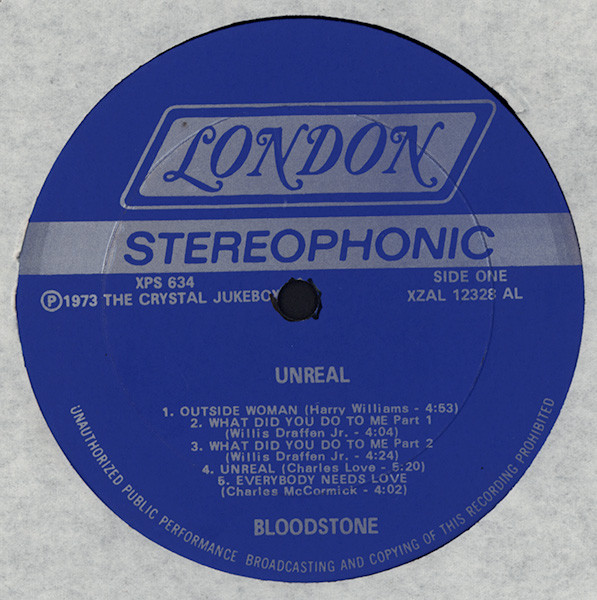 LONDON
STEREOPHONIC
XPS 634
SIDE ONE
Ⓟ1973 THE CRYSTAL JUKEBOX
XZAL 12328 AL
UNREAL
1. OUTSIDE WOMAN (Harry Williams - 4:53)
2. WHAT DID YOU DO TO ME Part 1
(Willis Draffen Jr. - 4:04)
3. WHAT DID YOU DO TO ME Part 2
(Willis Draffen Jr. - 4:24)
4. UNREAL (Charles Love - 5:20)
5. EVERYBODY NEEDS LOVE
(Charles McCormick - 4:02)
BLOODSTONE
UNAUTHORIZED PUBLIC PERFORMANCE BROADCASTING AND COPYING OF THIS RECORDING PROHIBITED